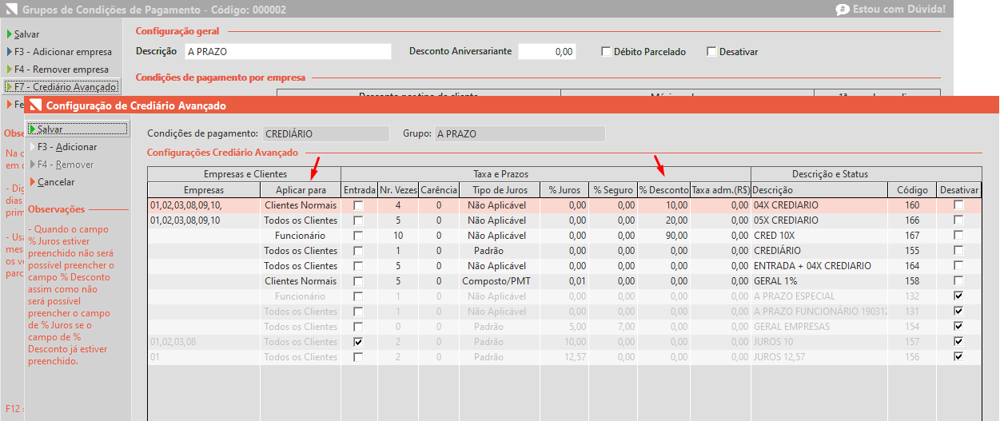 Grupos de Condições de Pagamento - Código: 000002
Estou com Dúvida!
Salvar
F3 - Adicionar empresa
F4 - Remover empresa
F7 - Crediário Avançado
Fe
Configuração geral
Descrição A PRAZO Desconto Aniversariante 0,00 Débito Parcelado Desativar
Condições de pagamento por empresa
Obse
Na c
em d
- Dig
dias
prim
- Usa
mes
os ve
parc
F12 =
Configuração de Crediário Avançado
Salvar
F3 - Adicionar
F4 - Remover
Cancelar
Observações
- Quando o campo
% Juros estiver
preenchido não será
possível preencher o
campo % Desconto
assim como não
será possível
preencher o campo
de % Juros se o
campo de %
Desconto já estiver
preenchido.
Condições de pagamento: CREDIÁRIO Grupo: A PRAZO
Configurações Crediário Avançado
Empresas e Clientes Taxa e Prazos Descrição e Status
Empresas Aplicar para Entrada Nr. Vezes Carência Tipo de Juros % Juros % Seguro % Desconto Taxa adm.(R$) Descrição Código Desativar
01,02,03,08,09,10, Clientes Normais 4 0 Não Aplicável 0,00 0,00 10,00 0,00 04X CREDIARIO 160
01,02,03,08,09,10 Todos os Clientes 5 0 Não Aplicável 0,00 0,00 20,00 0,00 05X CREDIARIO 166
Funcionário 10 0 Não Aplicável 0,00 0,00 90,00 0,00 CRED 10X 167
Todos os Clientes 1 0 Padrão 0,00 0,00 0,00 0,00 CREDIÁRIO 155
Todos os Clientes 5 0 Não Aplicável 0,00 0,00 0,00 0,00 ENTRADA + 04X CREDIARIO 164
Clientes Normais 5 0 Composto/PMT 0,01 0,00 0,00 0,00 GERAL 1% 158
Funcionário 1 0 Não Aplicável 0,00 0,00 0,00 0,00 A PRAZO ESPECIAL 132
Todos os Clientes 1 0 Não Aplicável 0,00 0,00 0,00 0,00 A PRAZO FUNCIONÁRIO 190312 131
Todos os Clientes 0 0 Padrão 5,00 7,00 0,00 0,00 GERAL EMPRESAS 154
01,02,03,08 Todos os Clientes 2 0 Padrão 10,00 0,00 0,00 0,00 JUROS 10 157
01 Todos os Clientes 2 0 Padrão 12,57 0,00 0,00 0,00 JUROS 12,57 156